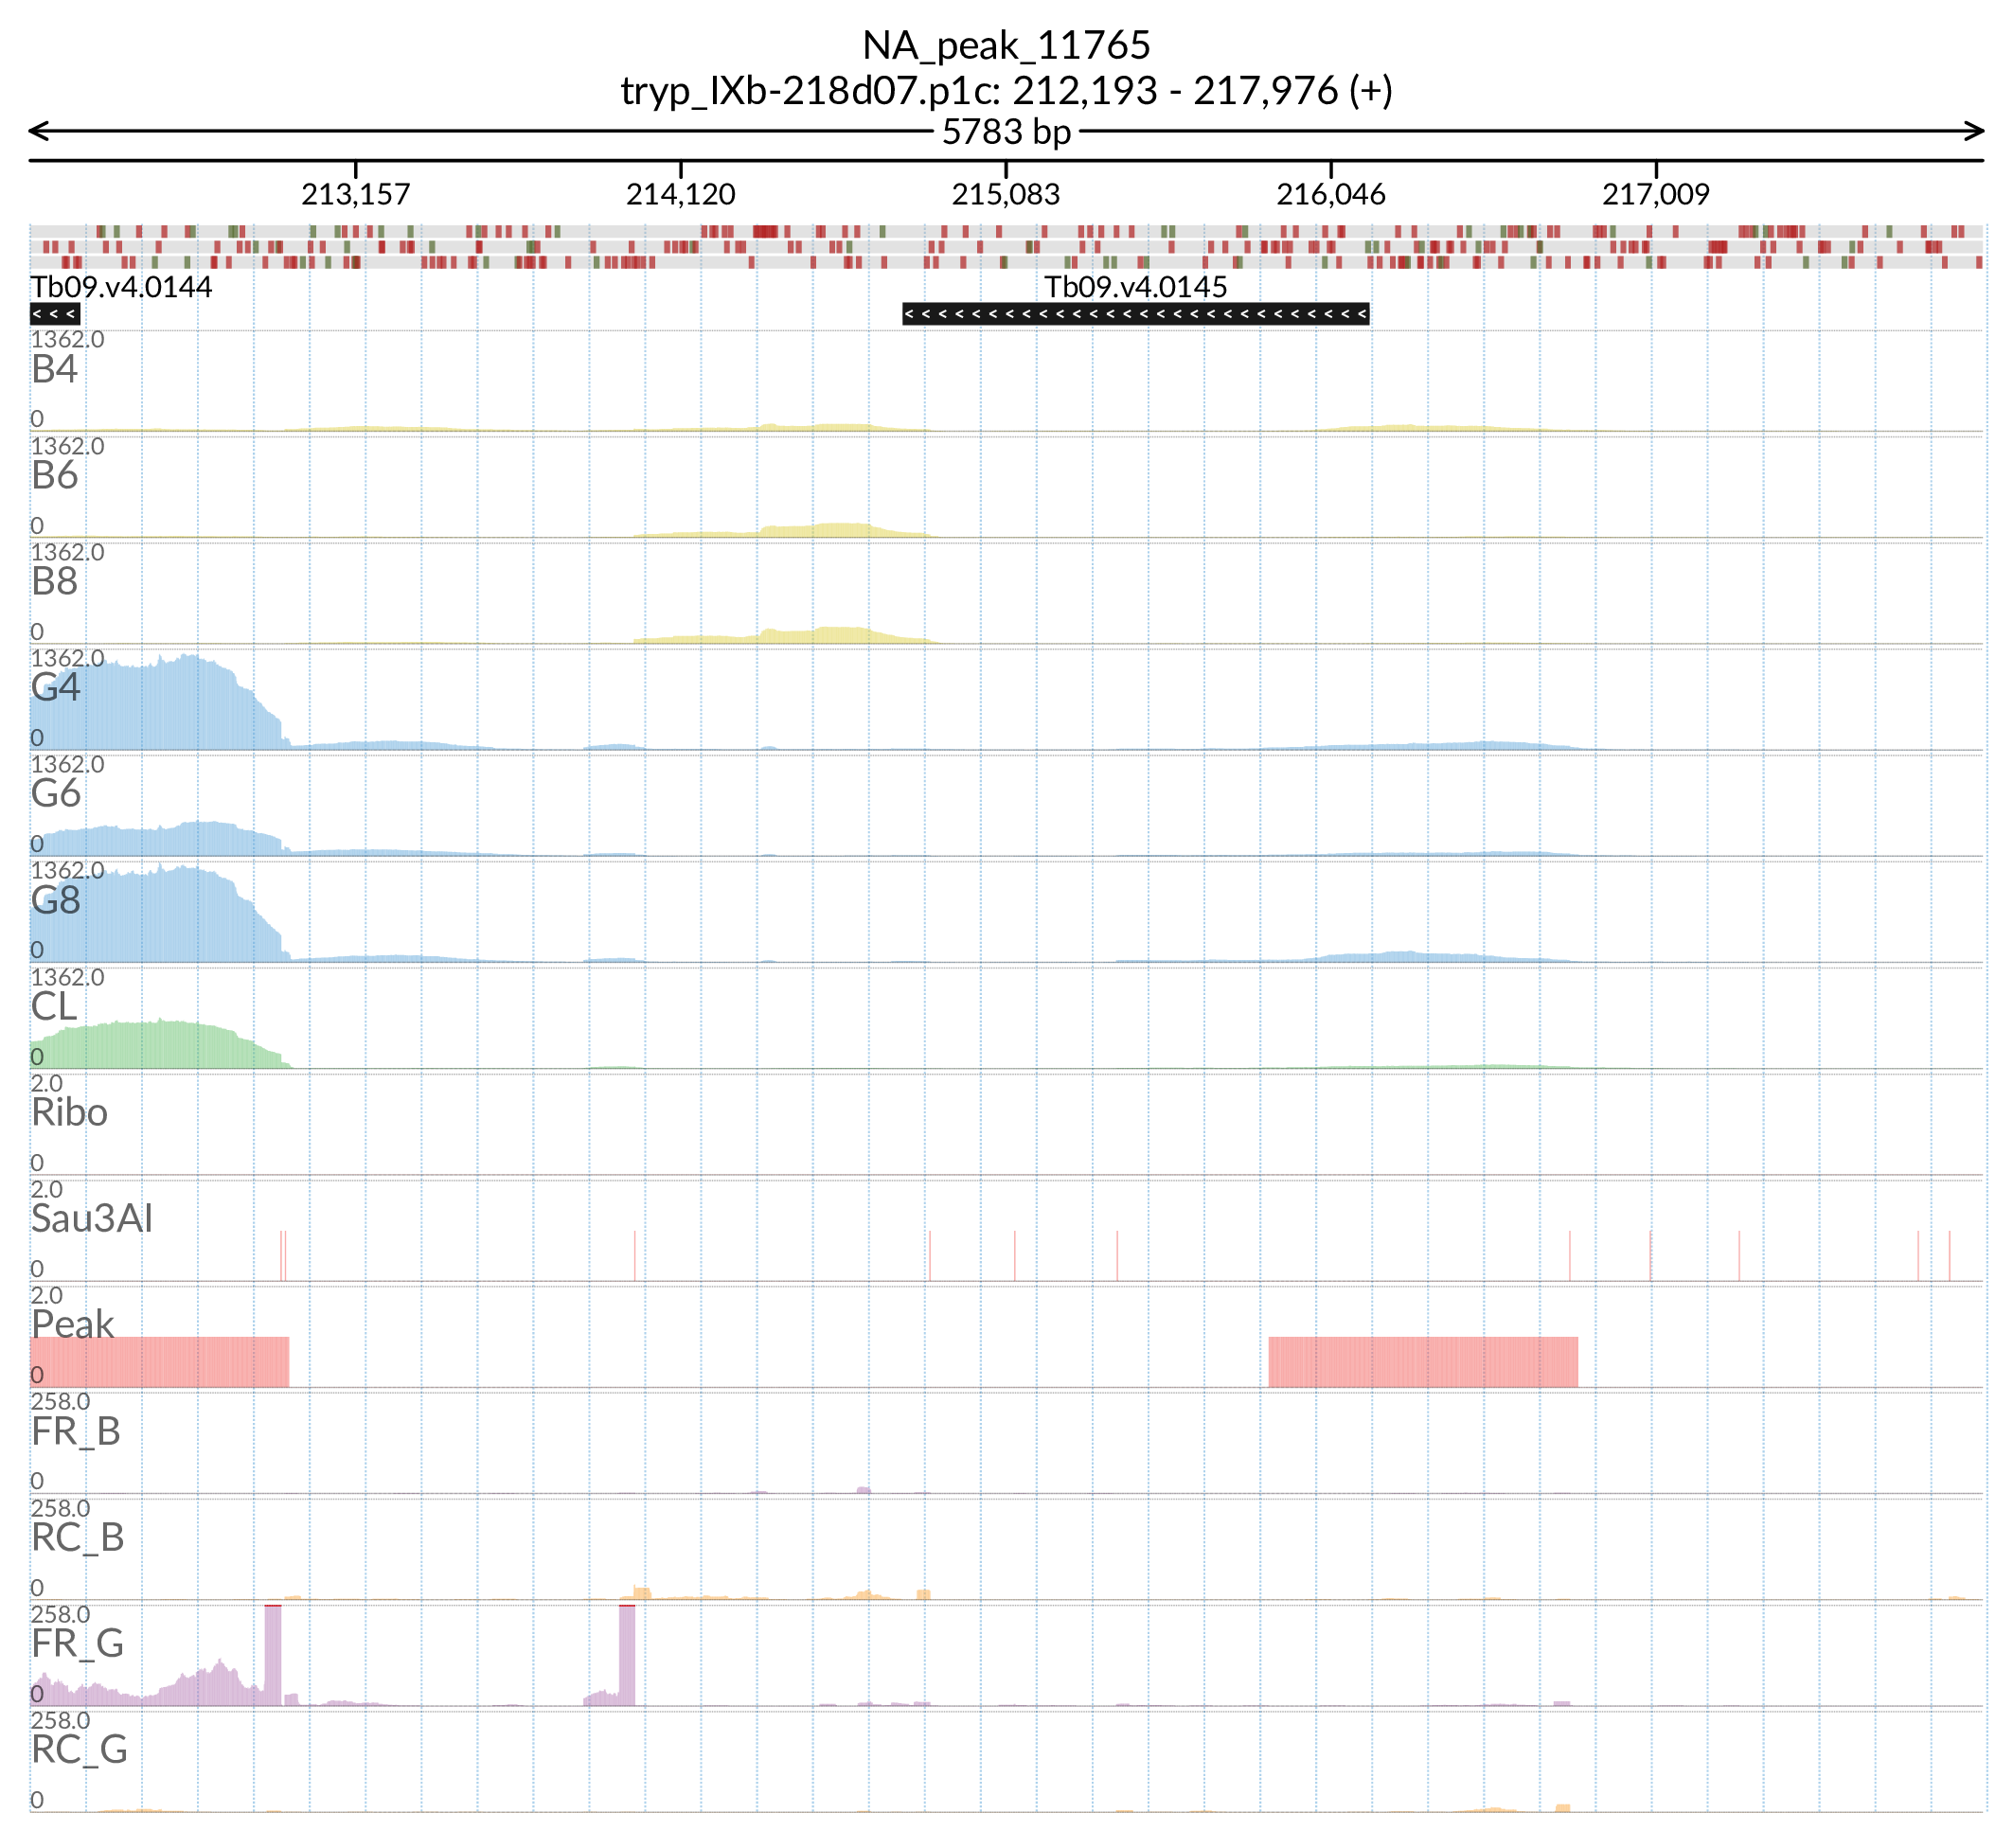 NA_peak_11765
tryp_IXb-218d07.p1c: 212,193 - 217,976 (+)
5783 bp
213,157 214,120 215,083 216,046 217,009
Tb09.v4.0144 Tb09.v4.0145
1362.0
B4
0
1362.0
B6
0
1362.0
B8
0
1362.0
G4
0
1362.0
G6
0
1362.0
G8
0
1362.0
CL
0
2.0
Ribo
0
2.0
Sau3AI
0
2.0
Peak
0
258.0
FR_B
0
258.0
RC_B
0
258.0
FR_G
0
258.0
RC_G
0